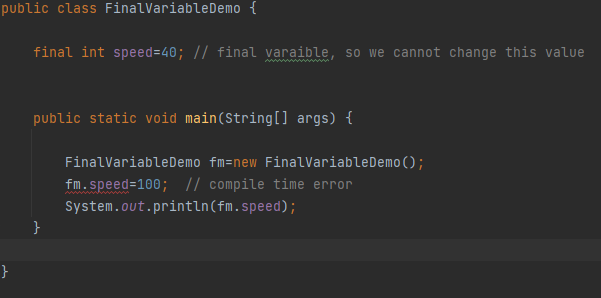 public class FinalVariableDemo {
final int speed=40; // final varaible, so we cannot change this value
public static void main(String[] args) {
FinalVariableDemo fm=new FinalVariableDemo();
fm.speed=100;  // compile time error
System.out.println(fm.speed);
}
}